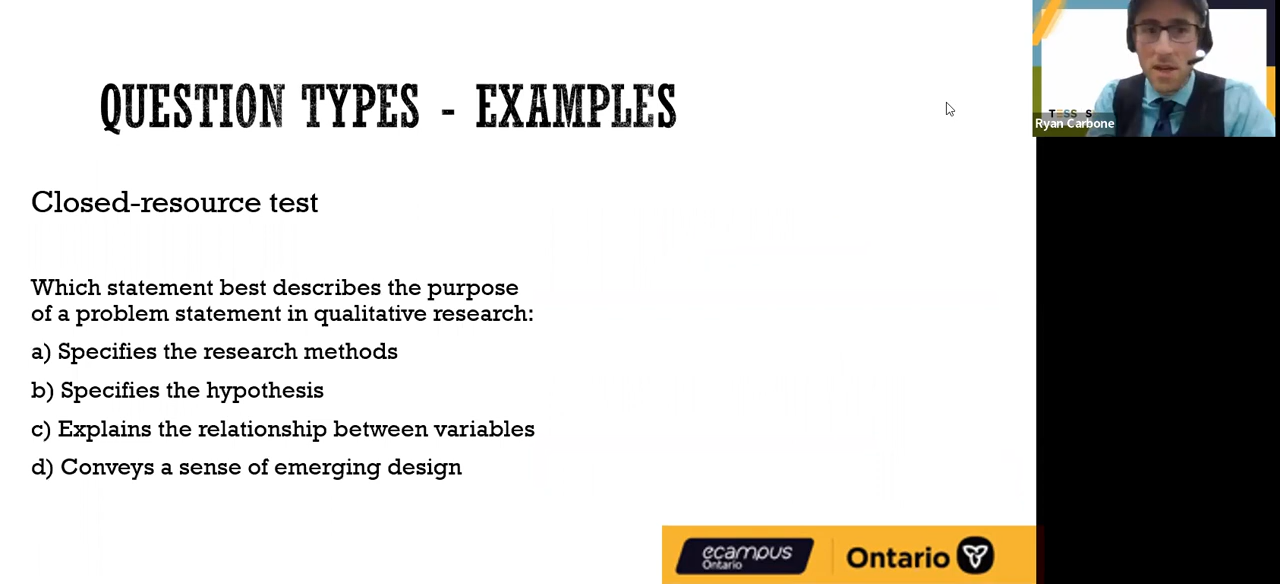 QUESTION TYPES - EXAMPLES
Closed-resource test
Which statement best describes the purpose
of a problem statement in qualitative research:
a) Specifies the research methods
b) Specifies the hypothesis
c) Explains the relationship between variables
d) Conveys a sense of emerging design
Ryan Carbone
ecampus
Ontario
Ontario